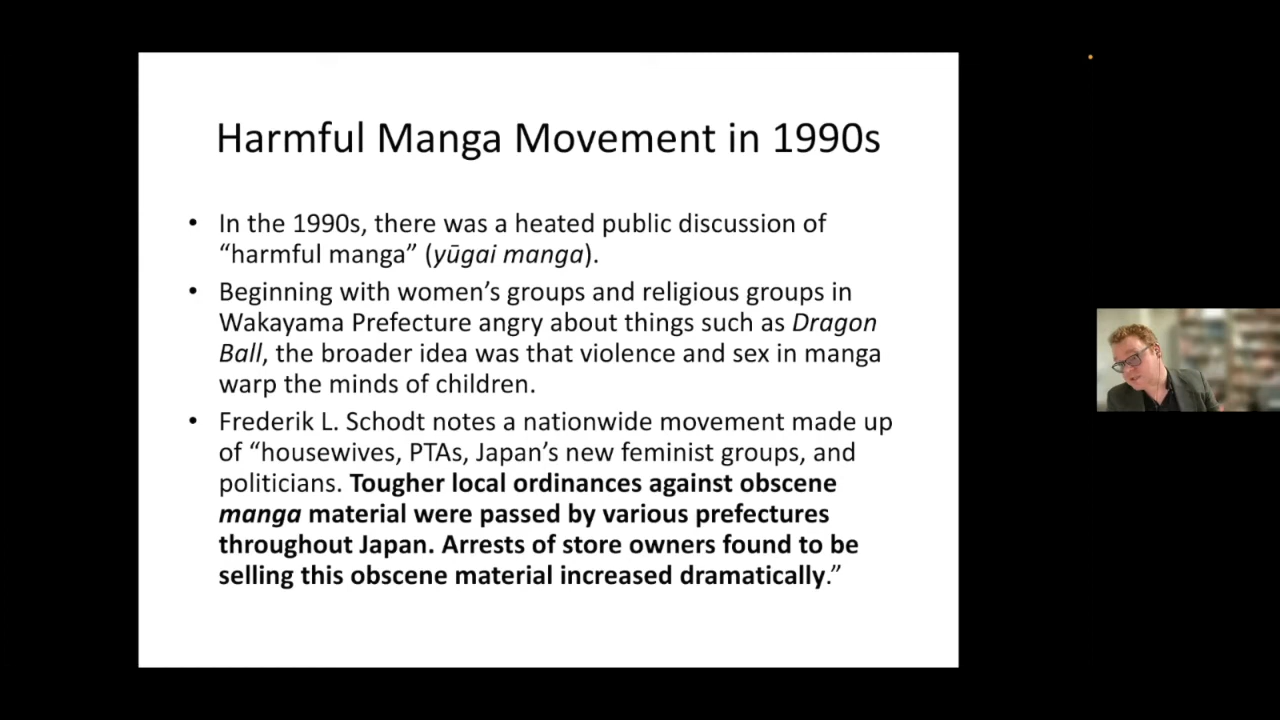 Harmful Manga Movement in 1990s
• In the 1990s, there was a heated public discussion of
“harmful manga” (yūgai manga).
• Beginning with women’s groups and religious groups in
Wakayama Prefecture angry about things such as Dragon
Ball, the broader idea was that violence and sex in manga
warp the minds of children.
• Frederik L. Schodt notes a nationwide movement made up
of “housewives, PTAs, Japan’s new feminist groups, and
politicians. Tougher local ordinances against obscene
manga material were passed by various prefectures
throughout Japan. Arrests of store owners found to be
selling this obscene material increased dramatically.”